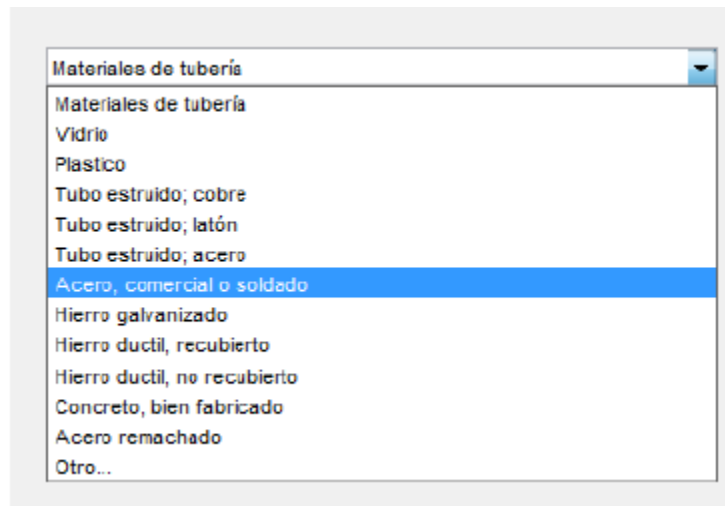 Materiales de tubería
Materiales de tubería
Vidrio
Plastico
Tubo estruido; cobre
Tubo estruido; latón
Tubo estruido; acero
Acero, comercial o soldado
Hierro galvanizado
Hierro ductil, recubierto
Hierro ductil, no recubierto
Concreto, bien fabricado
Acero remachado
Otro...